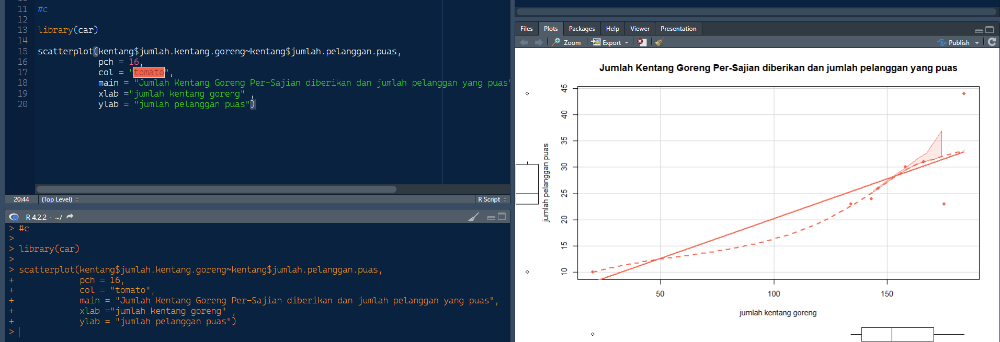 11 #c
12
13 library(car)
14
15 scatterplot(kentang$jumlah.kentang.goreng~kentang$jumlah.pelanggan.puas,
16 pch = 16,
17 col = "tomato",
18 main = "Jumlah Kentang Goreng Per-Sajian diberikan dan jumlah pelanggan yang puas"
19 xlab ="jumlah kentang goreng" ,
20 ylab = "jumlah pelanggan puas")
20:44 (Top Level) R Script
R 4.2.2 · ~/
> #c
>
> library(car)
>
> scatterplot(kentang$jumlah.kentang.goreng~kentang$jumlah.pelanggan.puas,
+ pch = 16,
+ col = "tomato",
+ main = "Jumlah Kentang Goreng Per-Sajian diberikan dan jumlah pelanggan yang puas",
+ xlab ="jumlah kentang goreng" ,
+ ylab = "jumlah pelanggan puas")
>
Files Plots Packages Help Viewer Presentation
Zoom Export Publish
Jumlah Kentang Goreng Per-Sajian diberikan dan jumlah pelanggan yang puas
45
40
35
30
25
20
15
10
jumlah pelanggan puas
50 100 150
jumlah kentang goreng